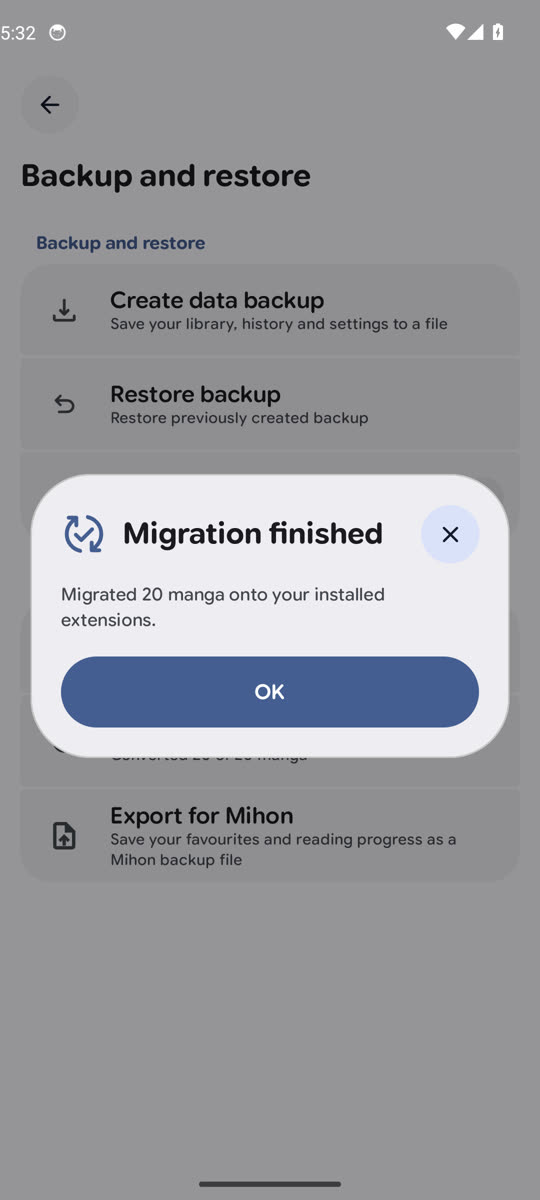 5:32
Backup and restore
Backup and restore
Create data backup
Save your library, history and settings to a file
Restore backup
Restore previously created backup
Migration finished
Migrated 20 manga onto your installed
extensions.
OK
Export for Mihon
Save your favourites and reading progress as a
Mihon backup file